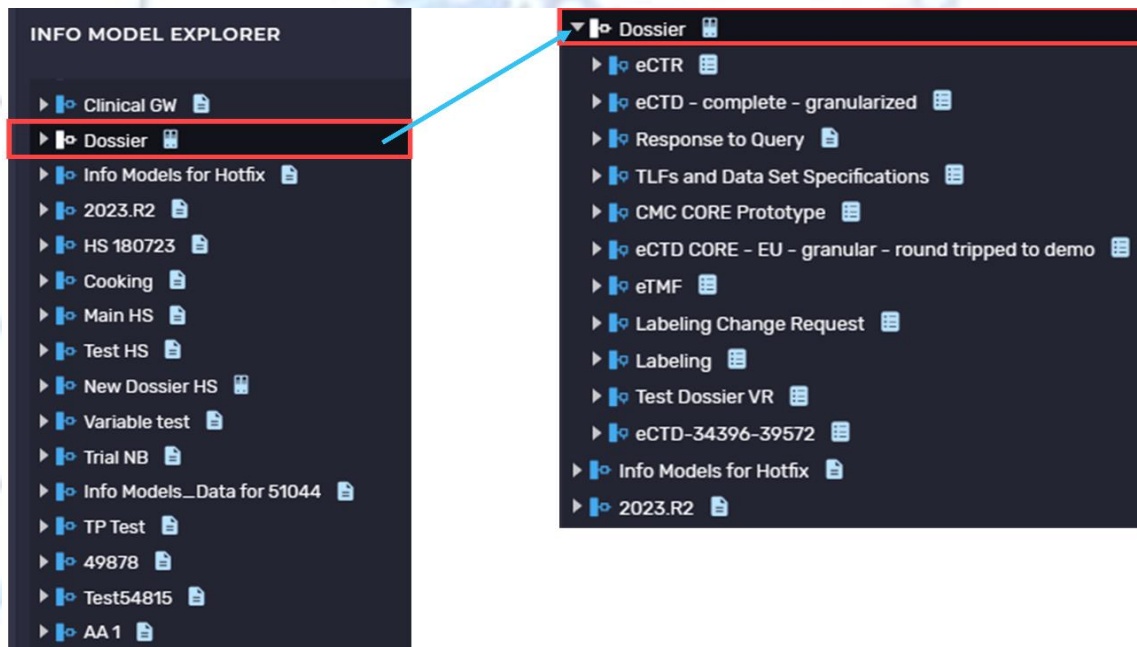 INFO MODEL EXPLORER
Clinical GW
Dossier
Info Models for Hotfix
2023.R2
HS 180723
Cooking
Main HS
Test HS
New Dossier HS
Variable test
Trial NB
Info Models_Data for 51044
TP Test
49878
Test54815
AA 1
Dossier
eCTR
eCTD - complete - granularized
Response to Query
TLFs and Data Set Specifications
CMC CORE Prototype
eCTD CORE - EU - granular - round tripped to demo
eTMF
Labeling Change Request
Labeling
Test Dossier VR
eCTD-34396-39572
Info Models for Hotfix
2023.R2